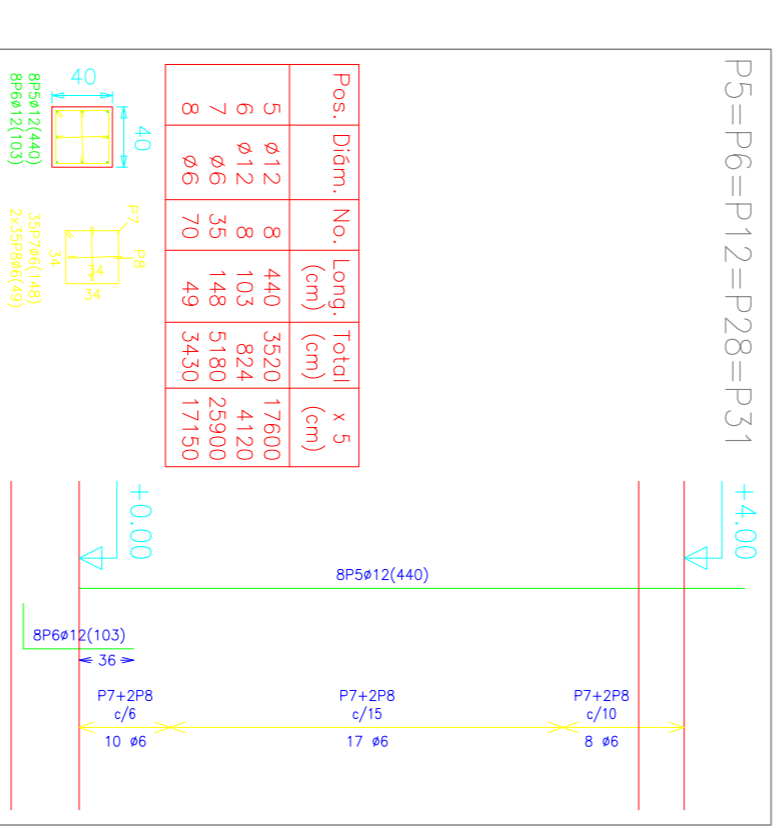 P5=P6=P12=P28=P31
Pos. Diám. No. Long. (cm) Total (cm) x 5 (cm)
5 ø12 8 440 3520 17600
6 ø12 8 103 824 4120
7 ø6 35 148 5180 25900
8 ø6 70 49 3430 17150
40
40
8P5ø12(440)
8P6ø12(103)
P7
P8
34
34
34
35P7ø6(148)
2x35P8ø6(49)
+4.00
+0.00
8P5ø12(440)
8P6ø12(103)
36
P7+2P8
c/6
10 ø6
P7+2P8
c/15
17 ø6
P7+2P8
c/10
8 ø6